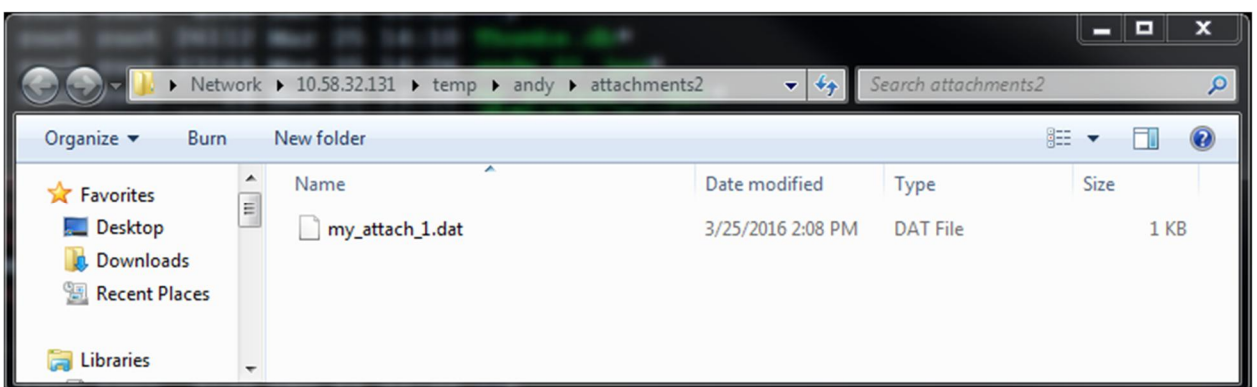 Network 10.58.32.131 temp andy attachments2 Search attachments2
Organize Burn New folder
Favorites
Desktop
Downloads
Recent Places
Libraries
Name Date modified Type Size
my_attach_1.dat 3/25/2016 2:08 PM DAT File 1 KB